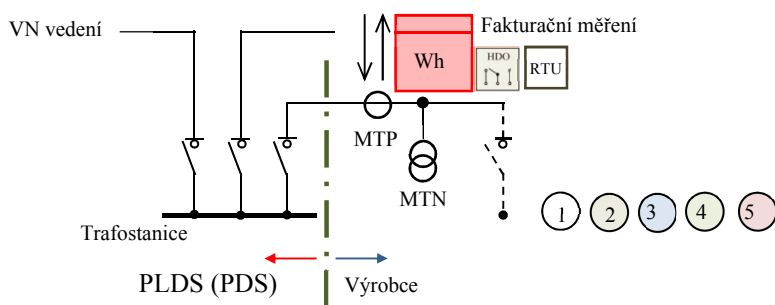 VN vedení
Fakturační měření
Wh
HDO
RTU
MTP
MTN
1 2 3 4 5
Trafostanice
PLDS (PDS)
Výrobce